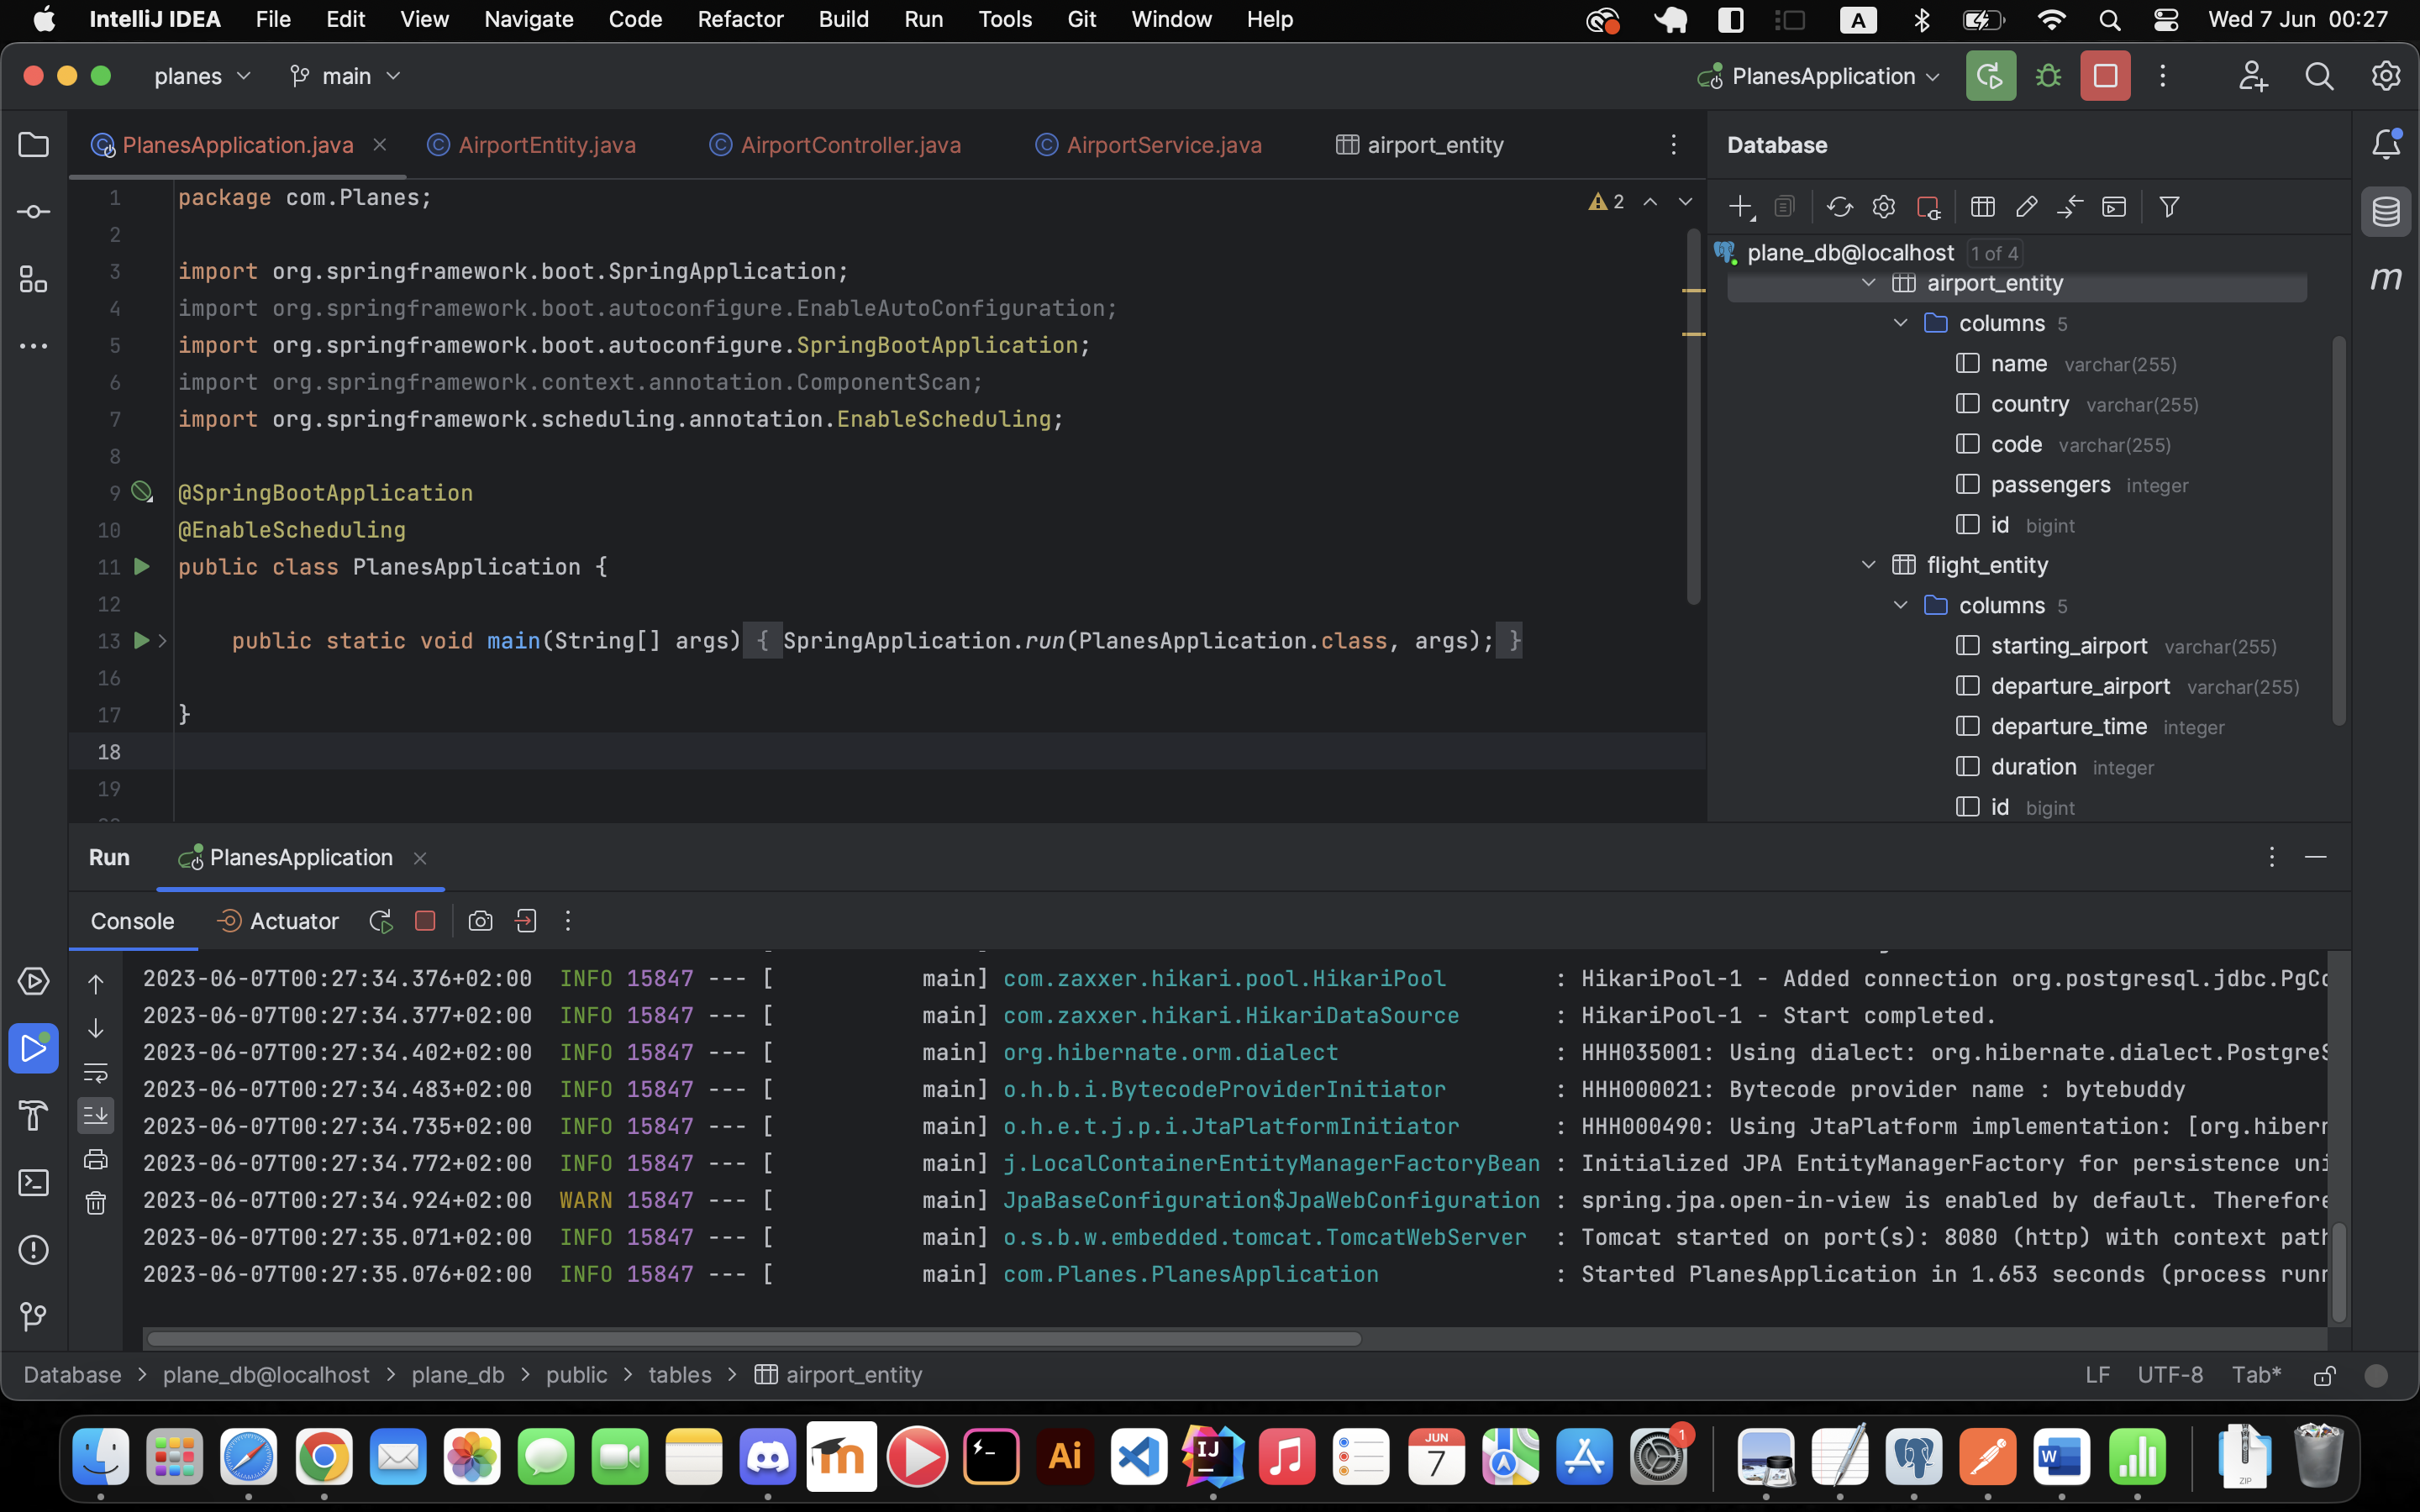 IntelliJ IDEA File Edit View Navigate Code Refactor Build Run Tools Git Window Help A Wed 7 Jun 00:27
planes main PlanesApplication
PlanesApplication.java AirportEntity.java AirportController.java AirportService.java airport_entity
Database
1 package com.Planes;
2
2
3 import org.springframework.boot.SpringApplication;
4 import org.springframework.boot.autoconfigure.EnableAutoConfiguration;
5 import org.springframework.boot.autoconfigure.SpringBootApplication;
6 import org.springframework.context.annotation.ComponentScan;
7 import org.springframework.scheduling.annotation.EnableScheduling;
8
9 @SpringBootApplication
10 @EnableScheduling
11 public class PlanesApplication {
12
13 public static void main(String[] args) { SpringApplication.run(PlanesApplication.class, args); }
16
17 }
18
19
plane_db@localhost 1 of 4
airport_entity
columns 5
name varchar(255)
country varchar(255)
code varchar(255)
passengers integer
id bigint
flight_entity
columns 5
starting_airport varchar(255)
departure_airport varchar(255)
departure_time integer
duration integer
id bigint
m
Run PlanesApplication
Console Actuator
2023-06-07T00:27:34.376+02:00 INFO 15847 --- [ main] com.zaxxer.hikari.pool.HikariPool : HikariPool-1 - Added connection org.postgresql.jdbc.PgCo
2023-06-07T00:27:34.377+02:00 INFO 15847 --- [ main] com.zaxxer.hikari.HikariDataSource : HikariPool-1 - Start completed.
2023-06-07T00:27:34.402+02:00 INFO 15847 --- [ main] org.hibernate.orm.dialect : HHH035001: Using dialect: org.hibernate.dialect.PostgreS
2023-06-07T00:27:34.483+02:00 INFO 15847 --- [ main] o.h.b.i.BytecodeProviderInitiator : HHH000021: Bytecode provider name : bytebuddy
2023-06-07T00:27:34.735+02:00 INFO 15847 --- [ main] o.h.e.t.j.p.i.JtaPlatformInitiator : HHH000490: Using JtaPlatform implementation: [org.hibern
2023-06-07T00:27:34.772+02:00 INFO 15847 --- [ main] j.LocalContainerEntityManagerFactoryBean : Initialized JPA EntityManagerFactory for persistence uni
2023-06-07T00:27:34.924+02:00 WARN 15847 --- [ main] JpaBaseConfiguration$JpaWebConfiguration : spring.jpa.open-in-view is enabled by default. Therefore
2023-06-07T00:27:35.071+02:00 INFO 15847 --- [ main] o.s.b.w.embedded.tomcat.TomcatWebServer : Tomcat started on port(s): 8080 (http) with context path
2023-06-07T00:27:35.076+02:00 INFO 15847 --- [ main] com.Planes.PlanesApplication : Started PlanesApplication in 1.653 seconds (process runn
Database > plane_db@localhost > plane_db > public > tables > airport_entity LF UTF-8 Tab*
m Ai IJ JUN 7 1 W ZIP